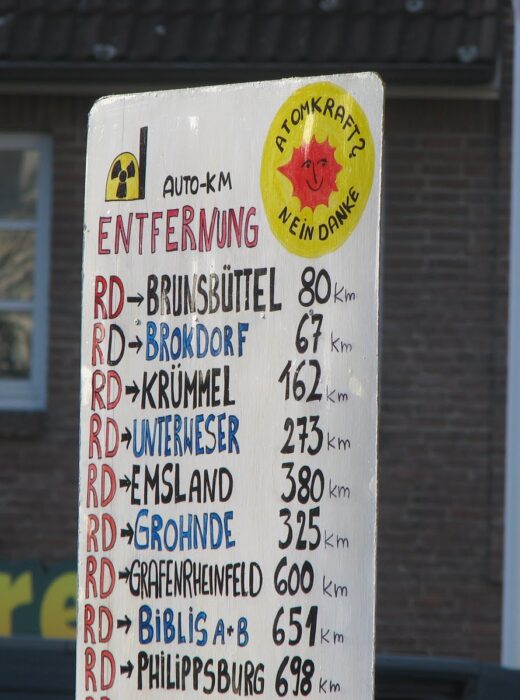 ATOMKRAFT?
NEIN DANKE
AUTO-KM
ENTFERNUNG
RD→BRUNSBÜTTEL 80 Km
RD→BROKDORF 67 Km
RD→KRÜMMEL 162 Km
RD→UNTERWESER 273 Km
RD→EMSLAND 380 Km
RD→GROHNDE 325 Km
RD→GRAFENRHEINFELD 600 Km
RD→BIBLIS A+B 651 Km
RD→PHILIPPSBURG 698 Km
re